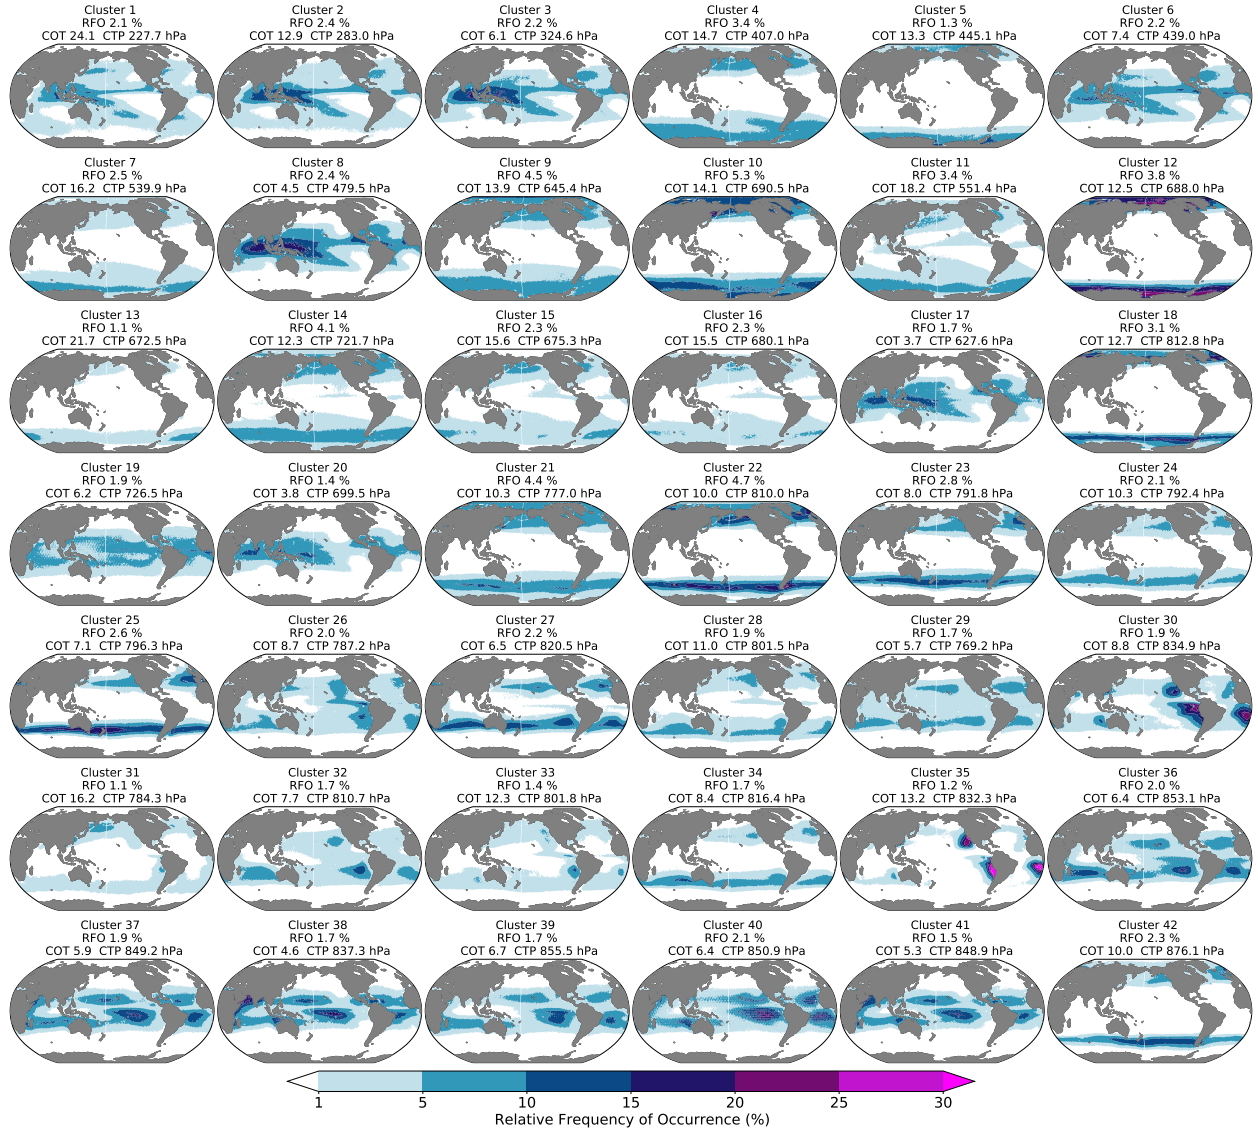 Cluster 1
RFO 2.1 %
COT 24.1 CTP 227.7 hPa
Cluster 2
RFO 2.4 %
COT 12.9 CTP 283.0 hPa
Cluster 3
RFO 2.2 %
COT 6.1 CTP 324.6 hPa
Cluster 4
RFO 3.4 %
COT 14.7 CTP 407.0 hPa
Cluster 5
RFO 1.3 %
COT 13.3 CTP 445.1 hPa
Cluster 6
RFO 2.2 %
COT 7.4 CTP 439.0 hPa
Cluster 7
RFO 2.5 %
COT 16.2 CTP 539.9 hPa
Cluster 8
RFO 2.4 %
COT 4.5 CTP 479.5 hPa
Cluster 9
RFO 4.5 %
COT 13.9 CTP 645.4 hPa
Cluster 10
RFO 5.3 %
COT 14.1 CTP 690.5 hPa
Cluster 11
RFO 3.4 %
COT 18.2 CTP 551.4 hPa
Cluster 12
RFO 3.8 %
COT 12.5 CTP 688.0 hPa
Cluster 13
RFO 1.1 %
COT 21.7 CTP 672.5 hPa
Cluster 14
RFO 4.1 %
COT 12.3 CTP 721.7 hPa
Cluster 15
RFO 2.3 %
COT 15.6 CTP 675.3 hPa
Cluster 16
RFO 2.3 %
COT 15.5 CTP 680.1 hPa
Cluster 17
RFO 1.7 %
COT 3.7 CTP 627.6 hPa
Cluster 18
RFO 3.1 %
COT 12.7 CTP 812.8 hPa
Cluster 19
RFO 1.9 %
COT 6.2 CTP 726.5 hPa
Cluster 20
RFO 1.4 %
COT 3.8 CTP 699.5 hPa
Cluster 21
RFO 4.4 %
COT 10.3 CTP 777.0 hPa
Cluster 22
RFO 4.7 %
COT 10.0 CTP 810.0 hPa
Cluster 23
RFO 2.8 %
COT 8.0 CTP 791.8 hPa
Cluster 24
RFO 2.1 %
COT 10.3 CTP 792.4 hPa
Cluster 25
RFO 2.6 %
COT 7.1 CTP 796.3 hPa
Cluster 26
RFO 2.0 %
COT 8.7 CTP 787.2 hPa
Cluster 27
RFO 2.2 %
COT 6.5 CTP 820.5 hPa
Cluster 28
RFO 1.9 %
COT 11.0 CTP 801.5 hPa
Cluster 29
RFO 1.7 %
COT 5.7 CTP 769.2 hPa
Cluster 30
RFO 1.9 %
COT 8.8 CTP 834.9 hPa
Cluster 31
RFO 1.1 %
COT 16.2 CTP 784.3 hPa
Cluster 32
RFO 1.7 %
COT 7.7 CTP 810.7 hPa
Cluster 33
RFO 1.4 %
COT 12.3 CTP 801.8 hPa
Cluster 34
RFO 1.7 %
COT 8.4 CTP 816.4 hPa
Cluster 35
RFO 1.2 %
COT 13.2 CTP 832.3 hPa
Cluster 36
RFO 2.0 %
COT 6.4 CTP 853.1 hPa
Cluster 37
RFO 1.9 %
COT 5.9 CTP 849.2 hPa
Cluster 38
RFO 1.7 %
COT 4.6 CTP 837.3 hPa
Cluster 39
RFO 1.7 %
COT 6.7 CTP 855.5 hPa
Cluster 40
RFO 2.1 %
COT 6.4 CTP 850.9 hPa
Cluster 41
RFO 1.5 %
COT 5.3 CTP 848.9 hPa
Cluster 42
RFO 2.3 %
COT 10.0 CTP 876.1 hPa
1 5 10 15 20 25 30
Relative Frequency of Occurrence (%)